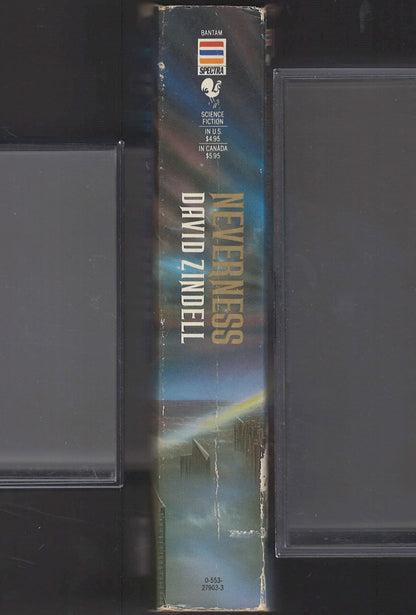 BANTAM
SPECTRA
SCIENCE
FICTION
IN U.S.
$4.95
IN CANADA
$5.95
NEVERNESS
DAVID ZINDELL
0-553-
27903-3